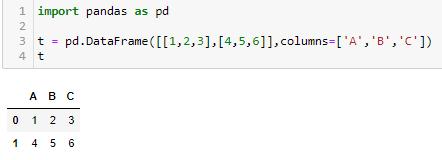 1 import pandas as pd
2
3 t = pd.DataFrame([[1,2,3],[4,5,6]],columns=['A','B','C'])
4 t
A B C
0 1 2 3
1 4 5 6